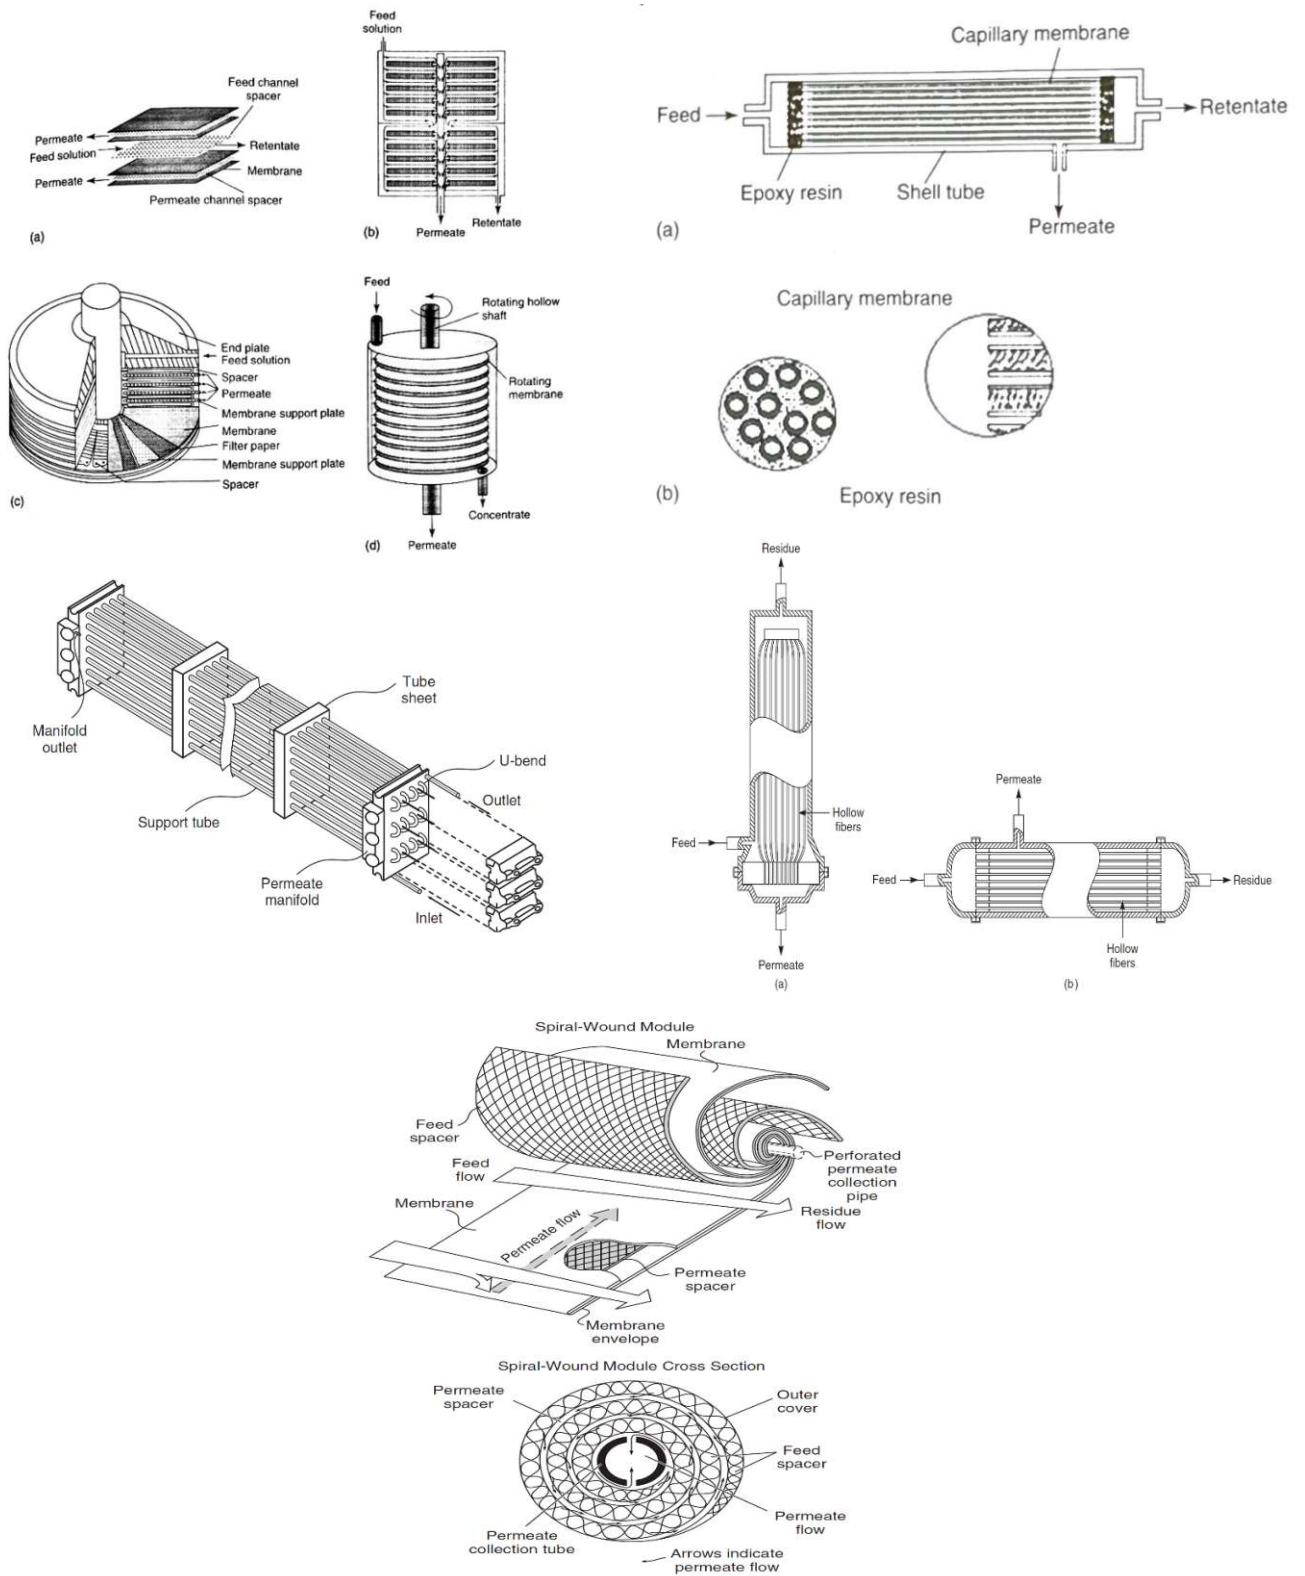 Feed
solution
Feed channel
spacer
Permeate
Feed solution
Retentate
Membrane
Permeate
Permeate channel spacer
(a)
Retentate
Permeate
(b)
Capillary membrane
Feed
Retentate
Epoxy resin
Shell tube
Permeate
(a)
End plate
Feed solution
Spacer
Permeate
Membrane support plate
Membrane
Filter paper
Membrane support plate
Spacer
(c)
Feed
Rotating hollow
shaft
Rotating
membrane
Concentrate
Permeate
(d)
Capillary membrane
(b)
Epoxy resin
Tube
sheet
Manifold
outlet
U-bend
Outlet
Support tube
Permeate
manifold
Inlet
Residue
Hollow
fibers
Feed
Permeate
(a)
Permeate
Feed
Residue
Hollow
fibers
(b)
Spiral-Wound Module
Membrane
Feed
spacer
Perforated
permeate
collection
pipe
Feed
flow
Residue
flow
Membrane
Permeate flow
Permeate
spacer
Membrane
envelope
Spiral-Wound Module Cross Section
Permeate
spacer
Outer
cover
Feed
spacer
Permeate
flow
Permeate
collection tube
Arrows indicate
permeate flow